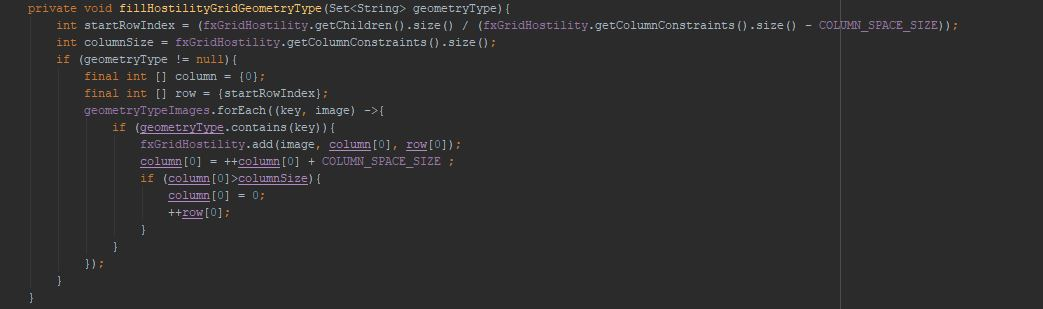 private void fillHostilityGridGeometryType(Set<String> geometryType){
int startRowIndex = (fxGridHostility.getChildren().size() / (fxGridHostility.getColumnConstraints().size() - COLUMN_SPACE_SIZE));
int columnSize = fxGridHostility.getColumnConstraints().size();
if (geometryType != null){
final int [] column = {0};
final int [] row = {startRowIndex};
geometryTypeImages.forEach((key, image) ->{
if (geometryType.contains(key)){
fxGridHostility.add(image, column[0], row[0]);
column[0] = ++column[0] + COLUMN_SPACE_SIZE ;
if (column[0]>columnSize){
column[0] = 0;
++row[0];
}
}
});
}
}